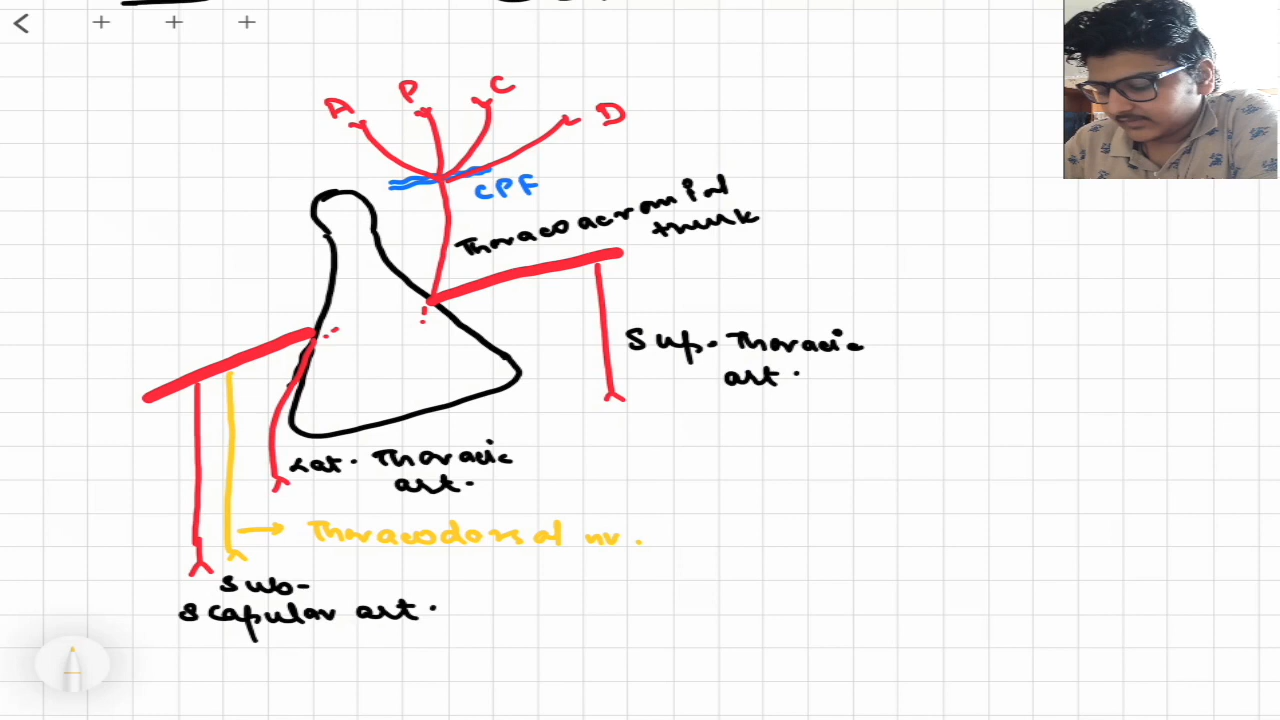 A P C D
CPF
Thoracoacromial
trunk
Sup. Thoracic
art.
Lat. Thoracic
art.
→ Thoracodorsal nv.
Sub-
scapular art.